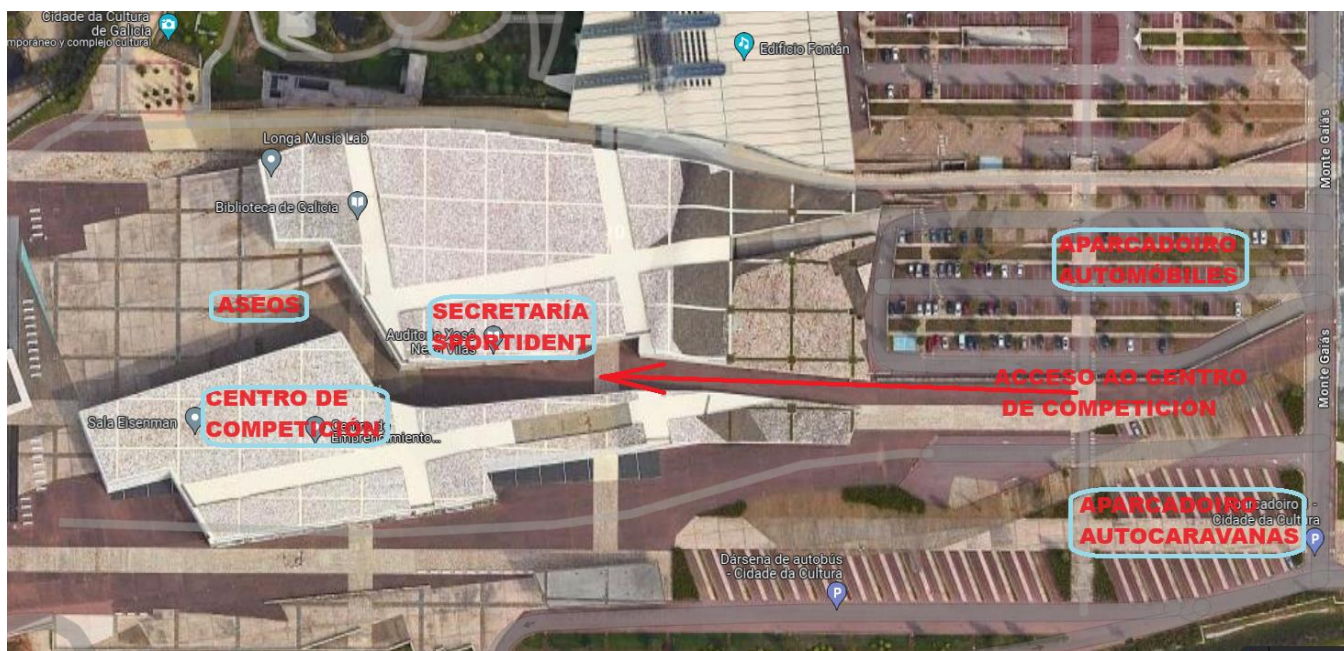 Cidade da Cultura
de Galicia
mporáneo y complejo cultural
Edificio Fontán
Monte Gaiás
Longa Music Lab
Biblioteca de Galicia
APARCADOIRO
AUTOMÓBILES
ASEOS
SECRETARÍA
SPORTIDENT
Auditorio Xosé
Neira Vilas
Monte Gaiás
ACCESO AO CENTRO
DE COMPETICIÓN
CENTRO DE
COMPETICIÓN
Sala Eisenman
Emprendimiento...
APARCADOIRO
AUTOCARAVANAS
Aparcadoiro -
Cidade da Cultura
Dársena de autobús
- Cidade da Cultura
P
P